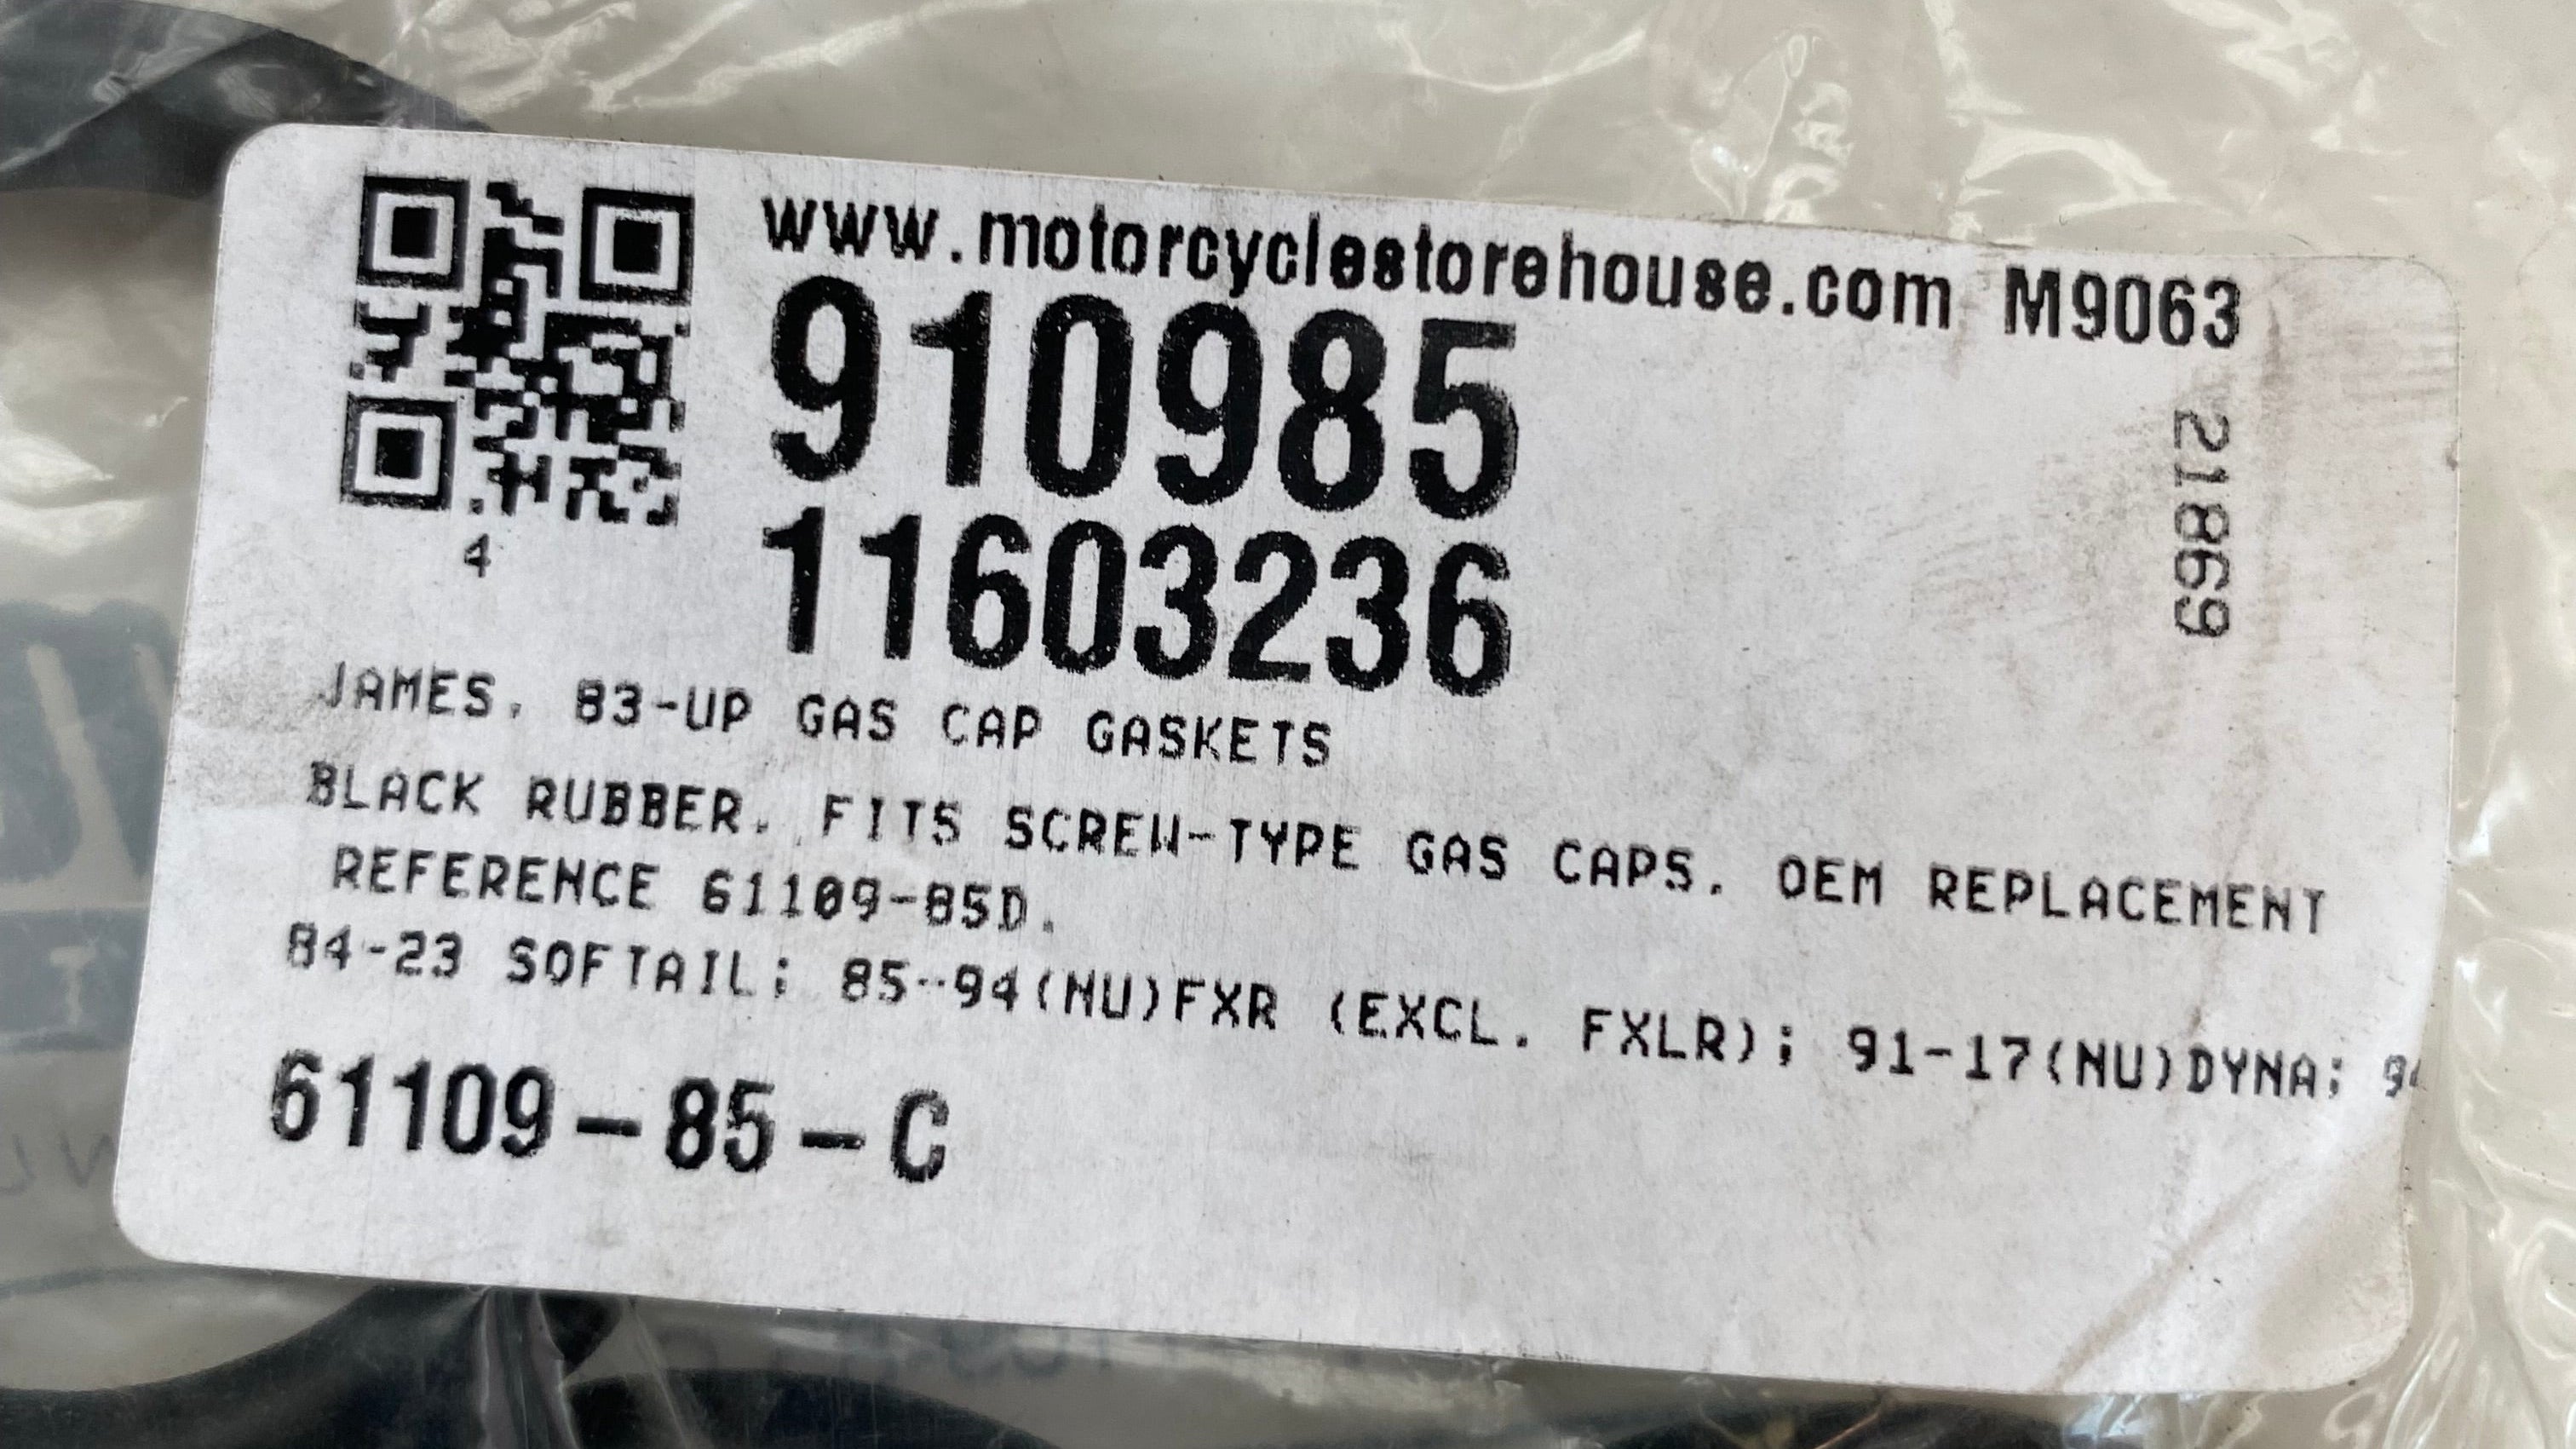 www.motorcyclestorehouse.com M9063
910985
21869
11603236
4
JAMES, 83-UP GAS CAP GASKETS
BLACK RUBBER. FITS SCREW-TYPE GAS CAPS. OEM REPLACEMENT
REFERENCE 61109-85D.
84-23 SOFTAIL; 85-94(NU)FXR (EXCL. FXLR); 91-17(NU)DYNA;
61109-85-C